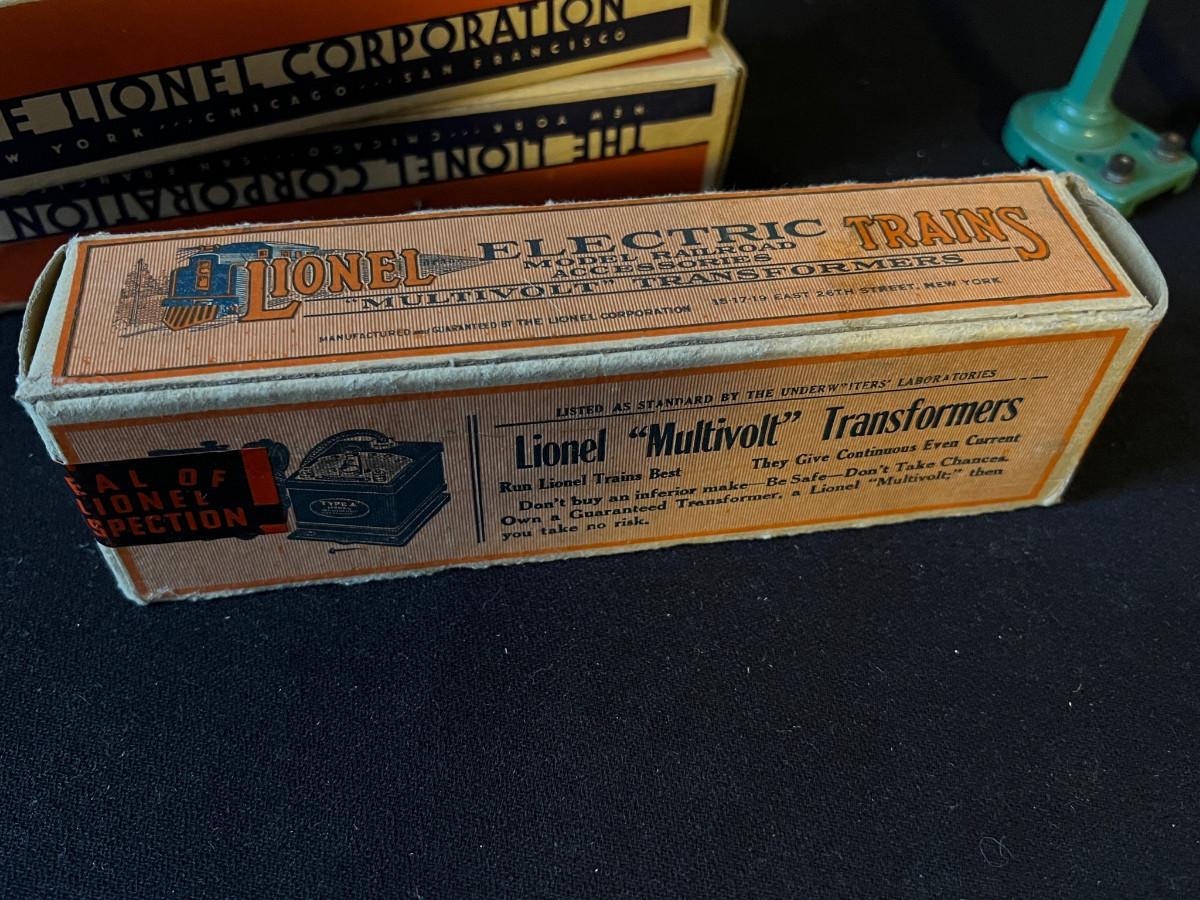 E LIONEL CORPORATION
W YORK ... CHICAGO ... SAN FRANCISCO
NEW YORK ... CHICAGO ... SAN FRANCIS
THE LIONEL CORPORATION
LIONEL ELECTRIC TRAINS
MODEL RAILROAD
ACCESSORIES
"MULTIVOLT" TRANSFORMERS
MANUFACTURED and GUARANTEED BY THE LIONEL CORPORATION 15-17-19 EAST 26TH STREET, NEW YORK
EAL OF
LIONEL
SPECTION
TYPE A
LISTED AS STANDARD BY THE UNDERW"ITERS' LABORATORIES
Lionel "Multivolt" Transformers
Run Lionel Trains Best They Give Continuous Even Current
Don't buy an inferior make—Be Safe—Don't Take Chances.
Own a Guaranteed Transformer, a Lionel "Multivolt;" then
you take no risk.